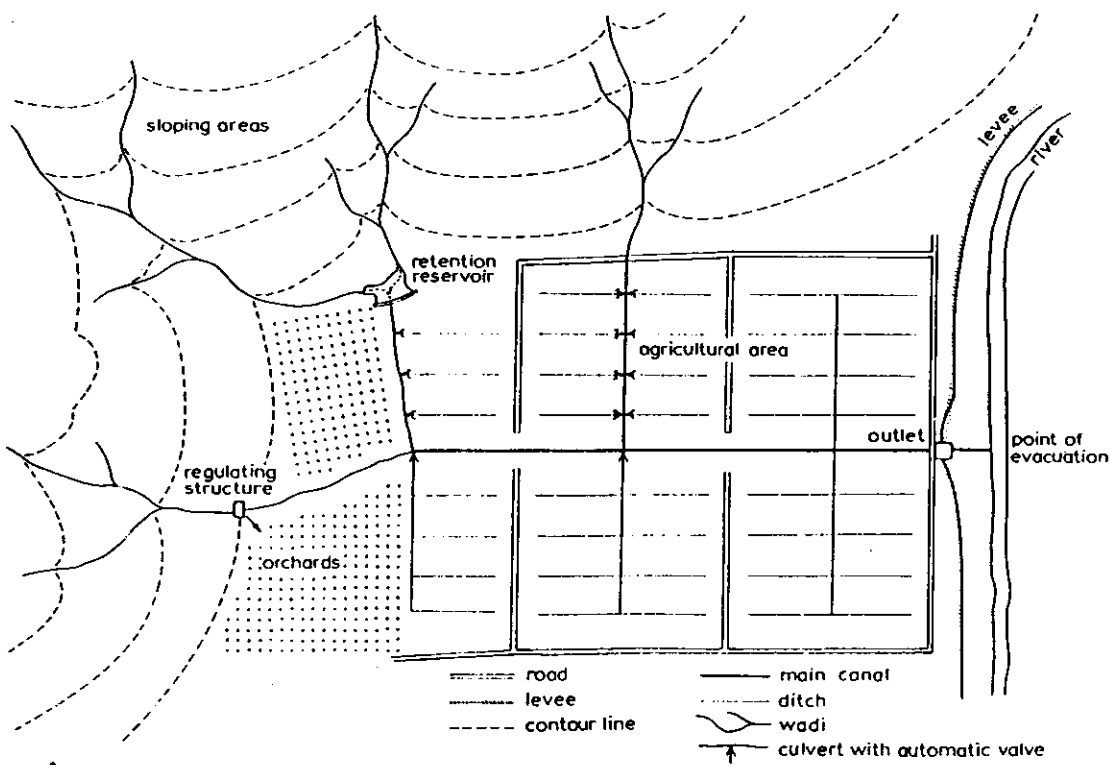 sloping areas
levee
river
retention
reservoir
agricultural area
outlet
point of
evacuation
regulating
structure
orchards
road
levee
contour line
main canal
ditch
wadi
culvert with automatic valve